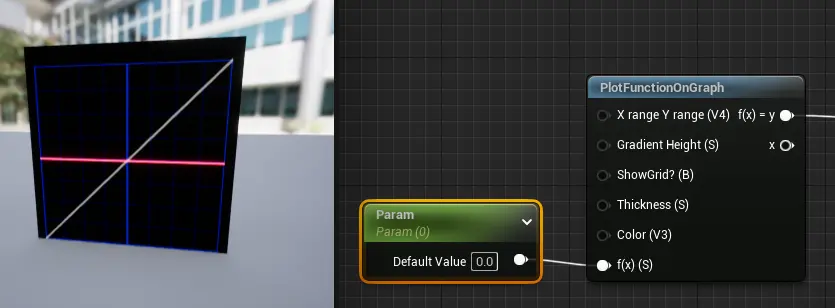 PlotFunctionOnGraph
X range Y range (V4) f(x) = y
Gradient Height (S) x
ShowGrid? (B)
Thickness (S)
Color (V3)
f(x) (S)
Param
Param (0)
Default Value 0.0